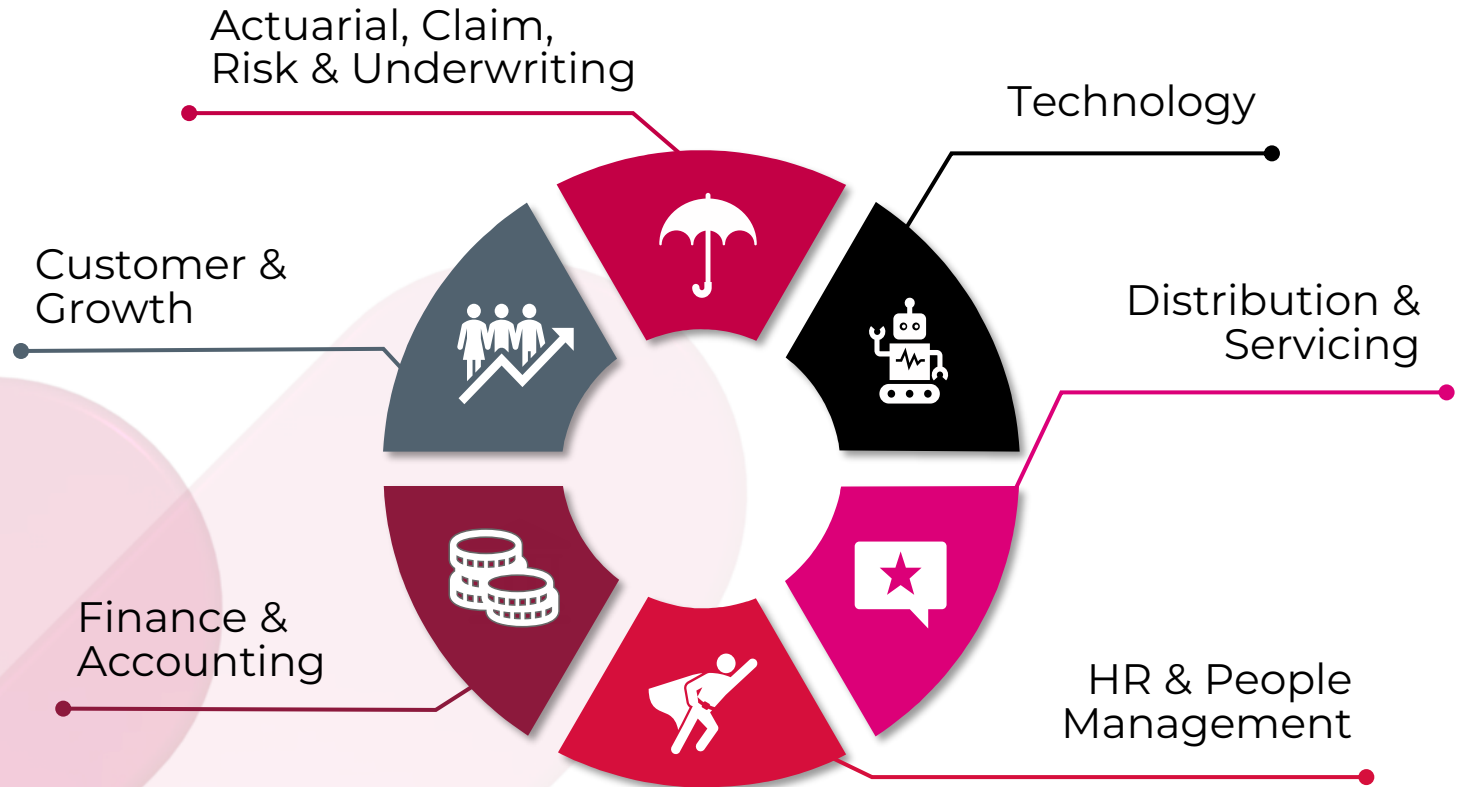 Actuarial, Claim,
Risk & Underwriting
Technology
Customer &
Growth
Distribution &
Servicing
Finance &
Accounting
HR & People
Management